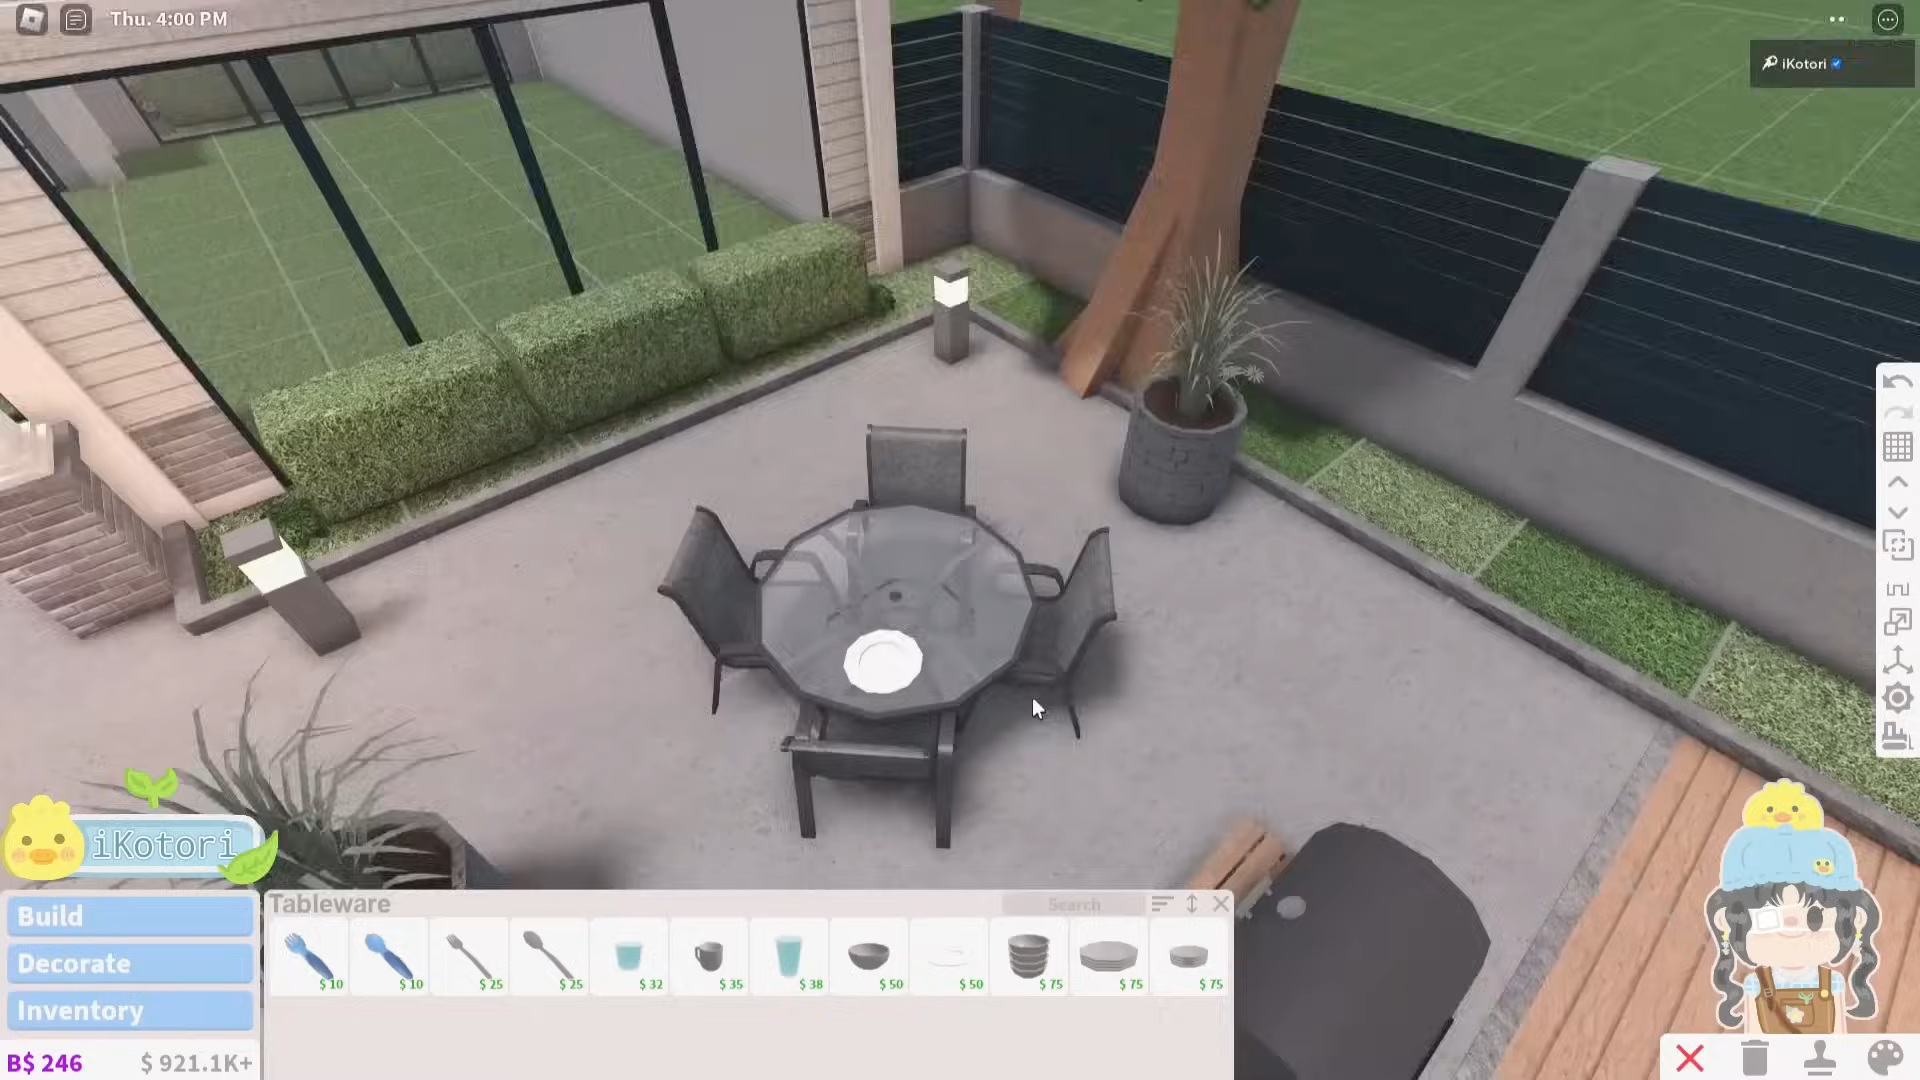 Thu. 4:00 PM
iKotori
iKotori
Build
Decorate
Inventory
B$ 246
$ 921.1K+
Tableware
Search
$ 10
$ 10
$ 25
$ 25
$ 32
$ 35
$ 38
$ 50
$ 50
$ 75
$ 75
$ 75